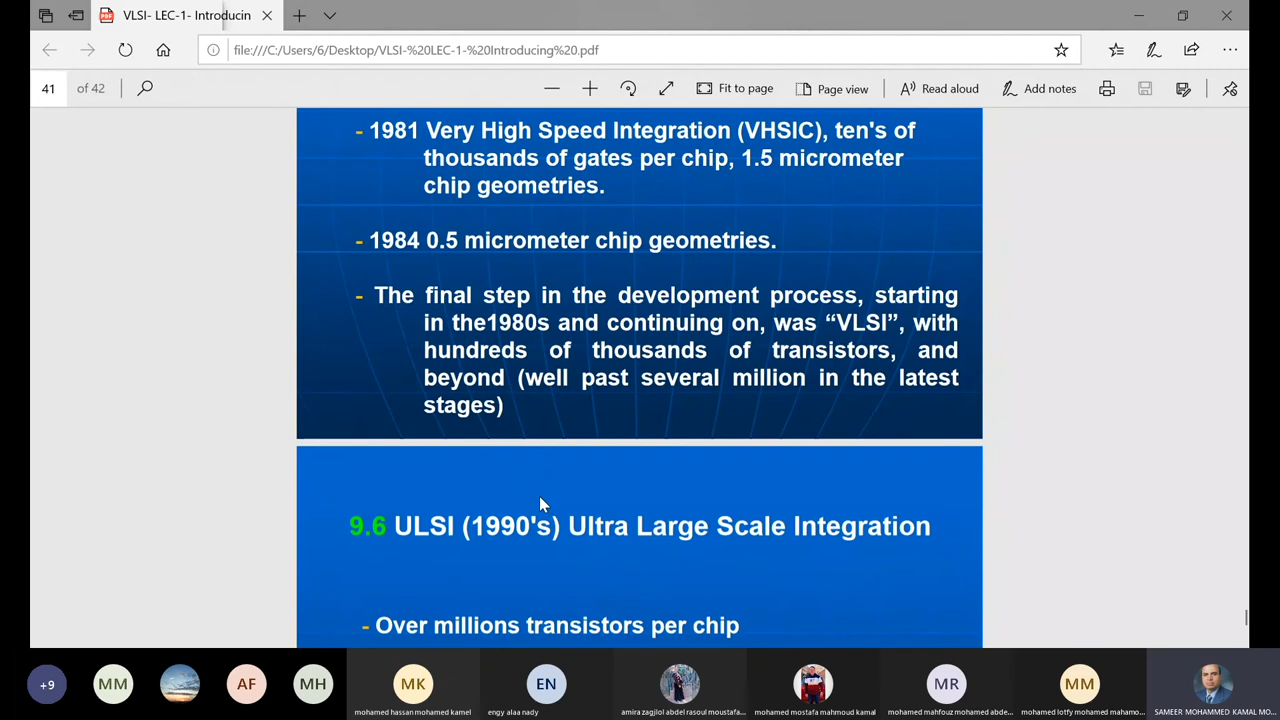 VLSI- LEC-1- Introducin
file:///C:/Users/6/Desktop/VLSI-%20LEC-1-%20Introducing%20.pdf
41 of 42
Fit to page
Page view
Read aloud
Add notes
- 1981 Very High Speed Integration (VHSIC), ten's of
thousands of gates per chip, 1.5 micrometer
chip geometries.
- 1984 0.5 micrometer chip geometries.
- The final step in the development process, starting
in the1980s and continuing on, was “VLSI”, with
hundreds of thousands of transistors, and
beyond (well past several million in the latest
stages)
9.6 ULSI (1990's) Ultra Large Scale Integration
- Over millions transistors per chip
+9
MM
AF
MH
MK
EN
MR
MM
mohamed hassan mohamed kamel
engy alaa nady
amira zagjlol abdel rasoul moustafa...
mohamed mostafa mahmoud kamal
mohamed mahfouz mohamed abde...
mohamed lotfy mohamed mahamo...
SAMEER MOHAMMED KAMAL MO...